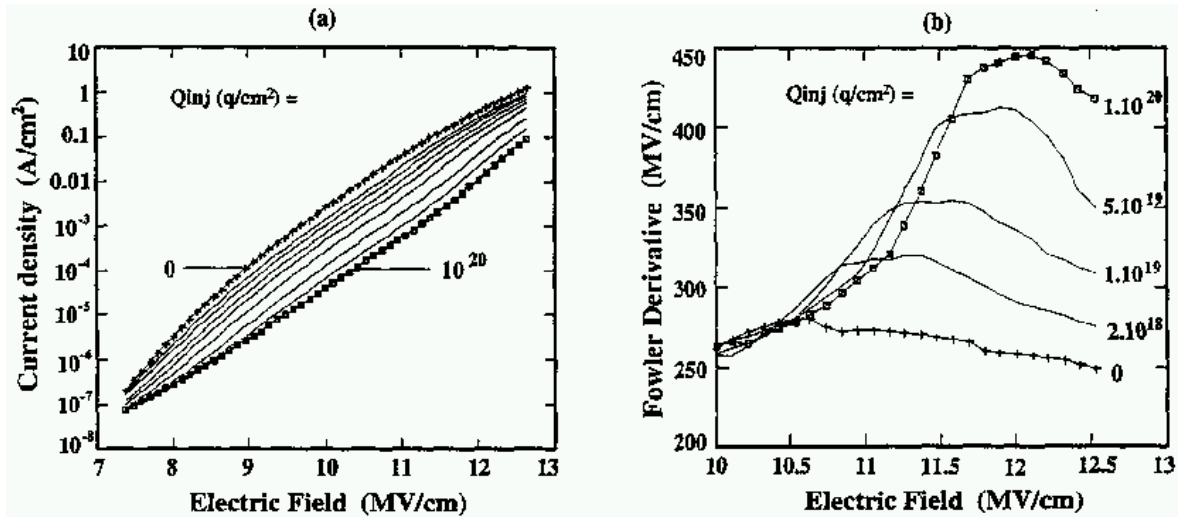 (a)
Current density (A/cm²)
10
1
0.1
0.01
10⁻³
10⁻⁴
10⁻⁵
10⁻⁶
10⁻⁷
10⁻⁸
Qinj (q/cm²) =
0
10²⁰
7 8 9 10 11 12 13
Electric Field (MV/cm)
(b)
Fowler Derivative (MV/cm)
450
400
350
300
250
200
Qinj (q/cm²) =
1.10²⁰
5.10¹⁹
1.10¹⁹
2.10¹⁸
0
10 10.5 11 11.5 12 12.5 13
Electric Field (MV/cm)